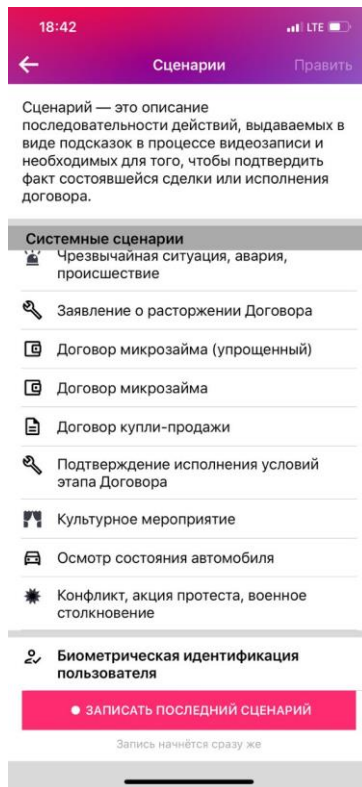 18:42
LTE
Сценарии
Править
Сценарий — это описание
последовательности действий, выдаваемых в
виде подсказок в процессе видеозаписи и
необходимых для того, чтобы подтвердить
факт состоявшейся сделки или исполнения
договора.
Системные сценарии
Чрезвычайная ситуация, авария,
происшествие
Заявление о расторжении Договора
Договор микрозайма (упрощенный)
Договор микрозайма
Договор купли-продажи
Подтверждение исполнения условий
этапа Договора
Культурное мероприятие
Осмотр состояния автомобиля
Конфликт, акция протеста, военное
столкновение
Биометрическая идентификация
пользователя
ЗАПИСАТЬ ПОСЛЕДНИЙ СЦЕНАРИЙ
Запись начнётся сразу же